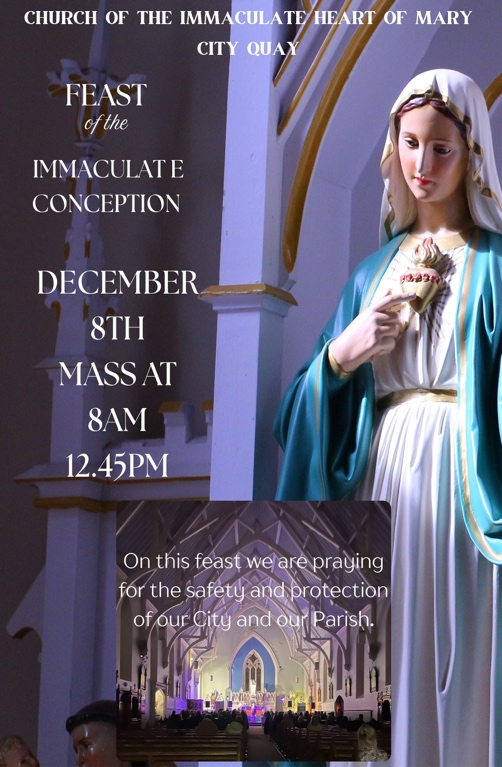 CHURCH OF THE IMMACULATE HEART OF MARY
CITY QUAY
FEAST
of the
IMMACULATE
CONCEPTION
DECEMBER
8TH
MASS AT
8AM
12.45PM
On this feast we are praying
for the safety and protection
of our City and our Parish.